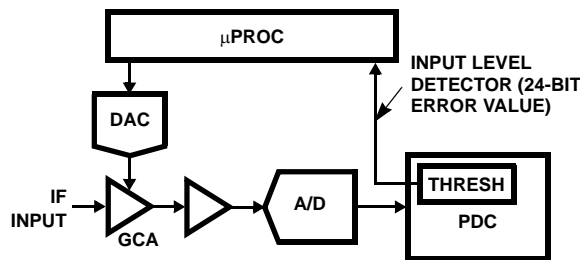 µPROC
INPUT LEVEL
DETECTOR (24-BIT
ERROR VALUE)
DAC
THRESH
IF
INPUT
A/D
PDC
GCA